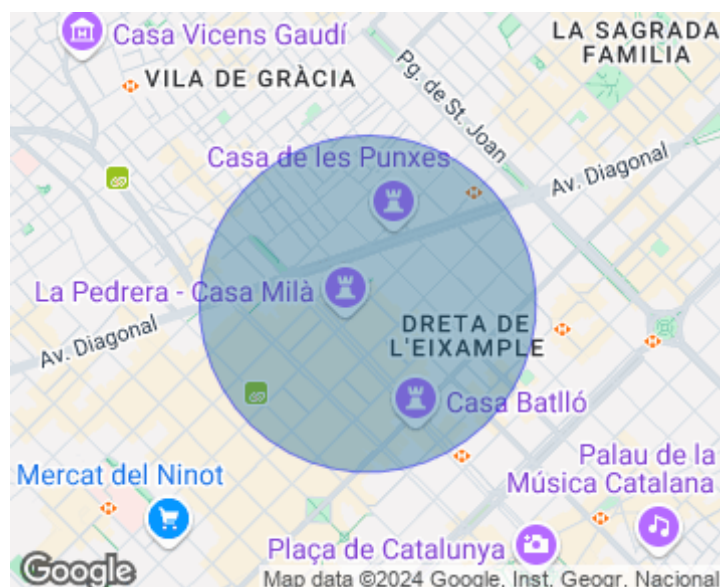 Casa Vicens Gaudí
LA SAGRADA
FAMILIA
VILA DE GRÀCIA
Pg. de St. Joan
Casa de les Punxes
Av. Diagonal
La Pedrera - Casa Milà
DRETA DE
L'EIXAMPLE
Av. Diagonal
Casa Batlló
Mercat del Ninot
Palau de la
Música Catalana
Plaça de Catalunya
Google
Map data ©2024 Google, Inst. Geogr. Nacional